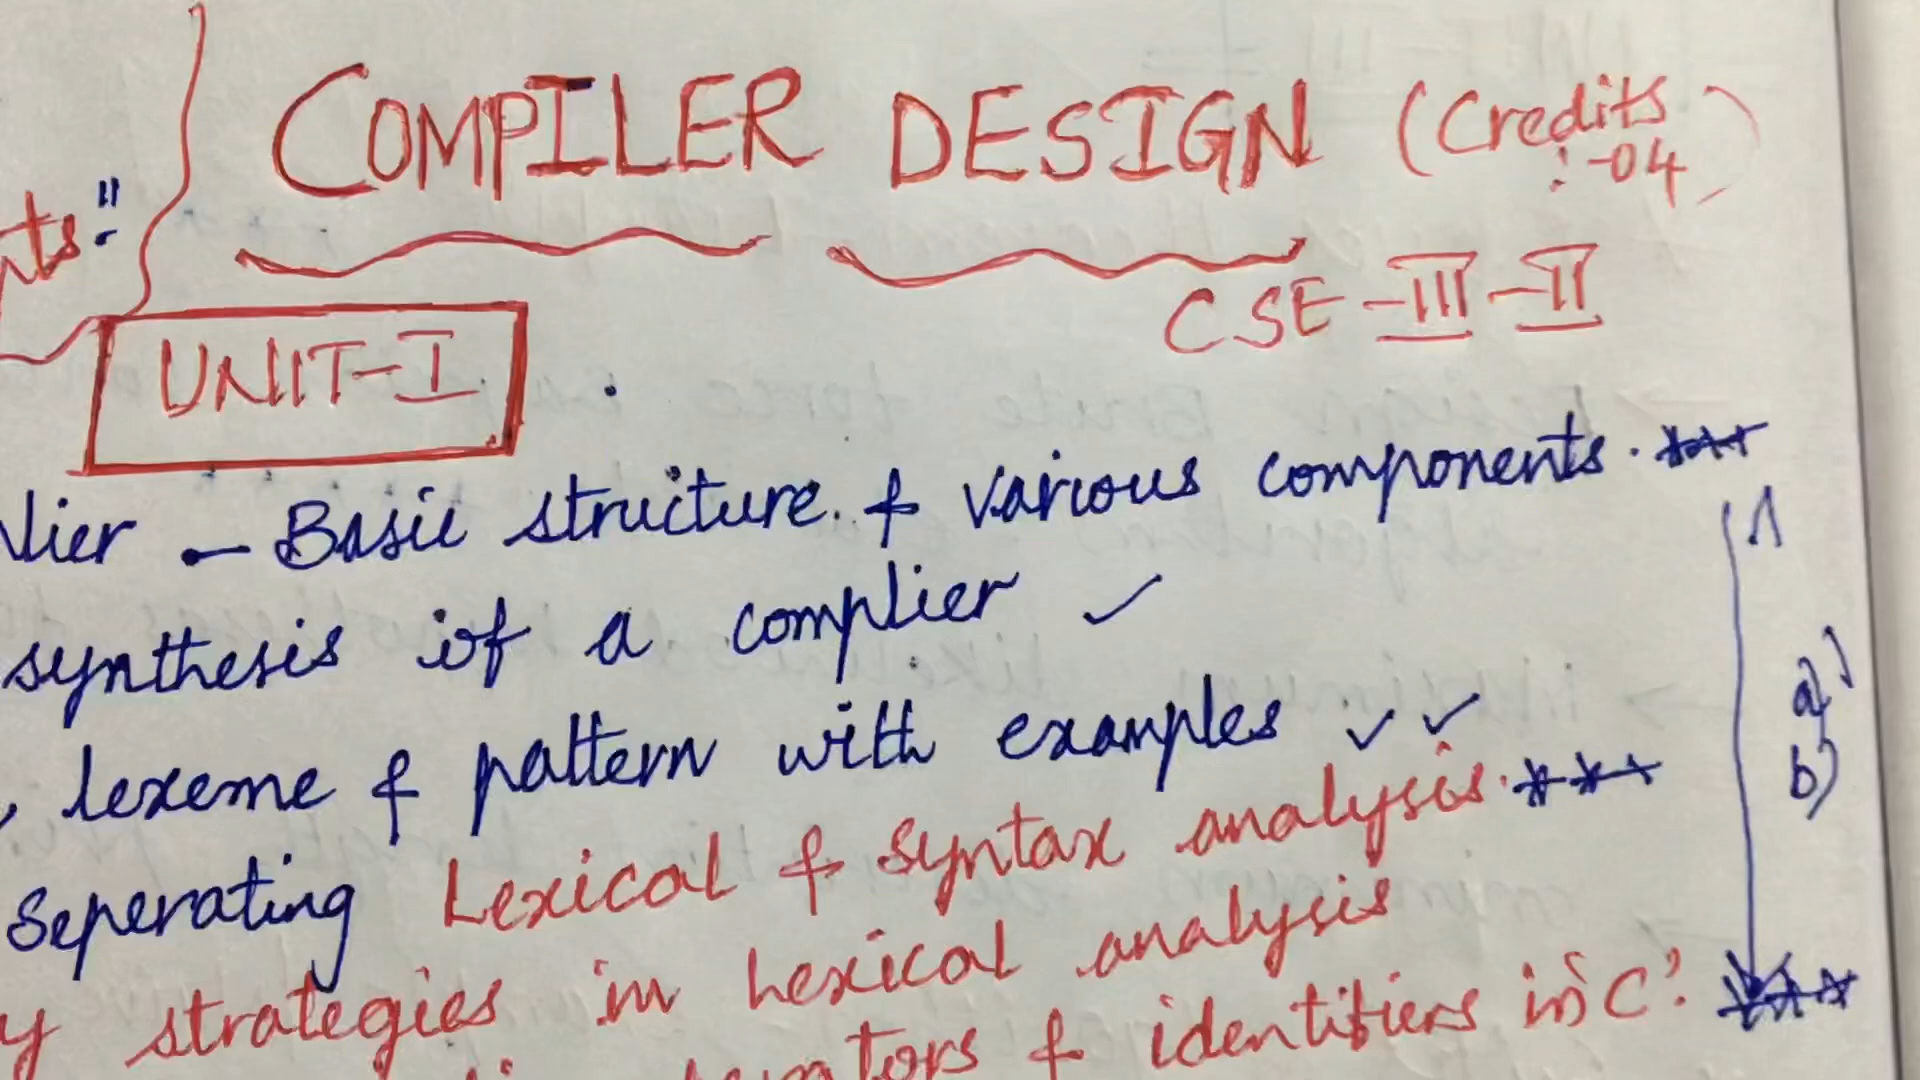 COMPILER DESIGN (Credits
:-04)
"
CSE-III-II
UNIT-I
- Basic structure. & various components. ***
synthesis of a complier ✓
, lexeme & pattern with examples ✓ ✓
a)
b)
Seperating Lexical & syntax analysis. ***
strategies in Lexical analysis
& identifiers in 'C'. ***